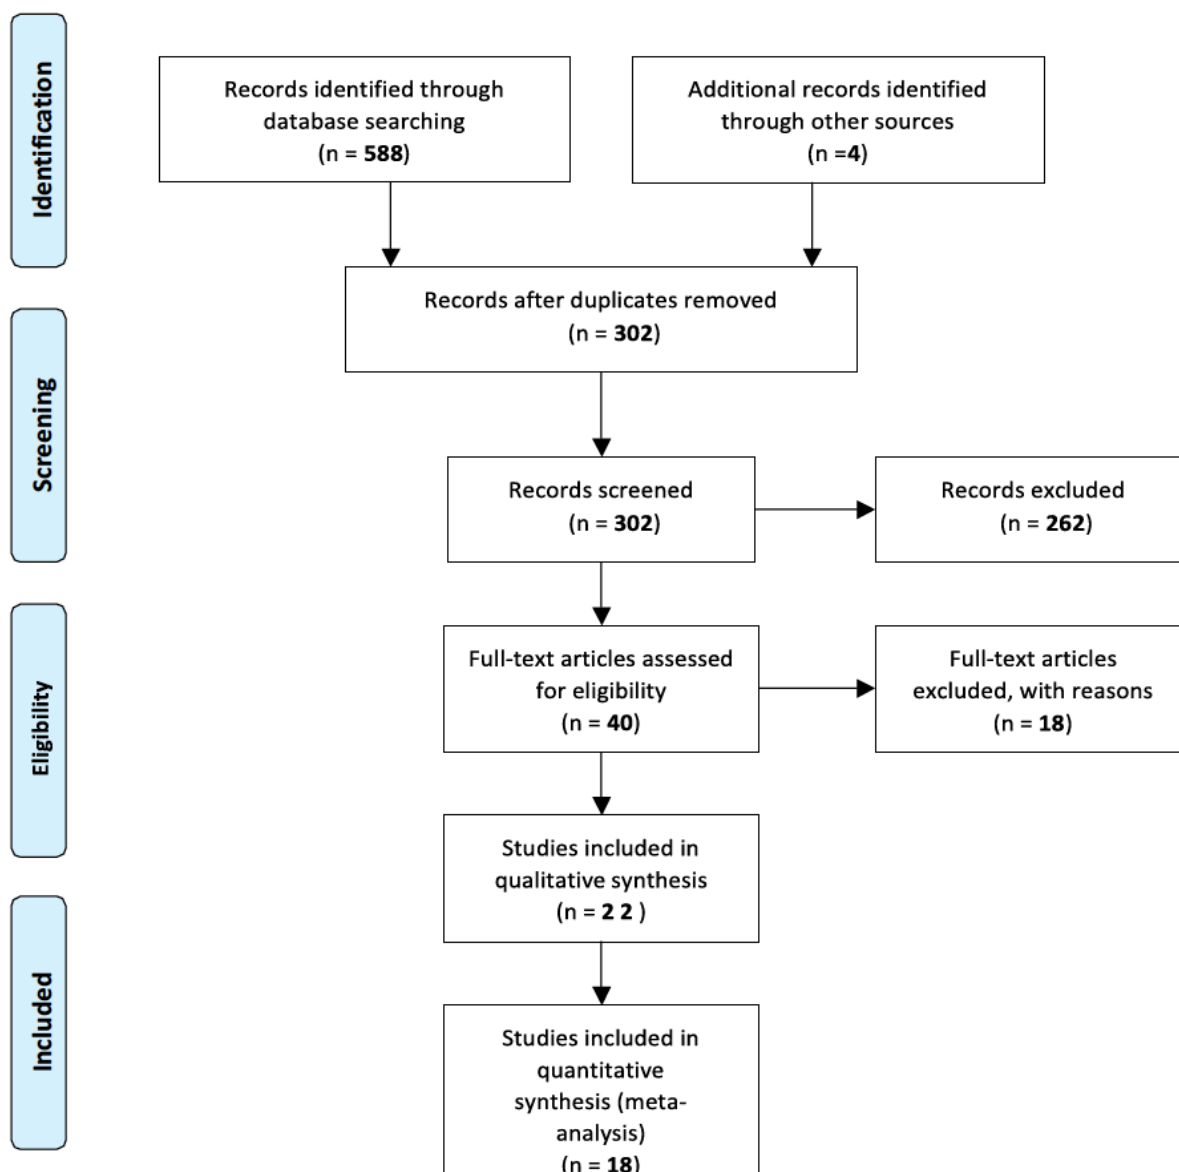 Identification
Records identified through
database searching
(n = 588)
Additional records identified
through other sources
(n =4)
Records after duplicates removed
(n = 302)
Screening
Records screened
(n = 302)
Records excluded
(n = 262)
Eligibility
Full-text articles assessed
for eligibility
(n = 40)
Full-text articles
excluded, with reasons
(n = 18)
Studies included in
qualitative synthesis
(n = 2 2 )
Included
Studies included in
quantitative
synthesis (meta-
analysis)
(n = 18)